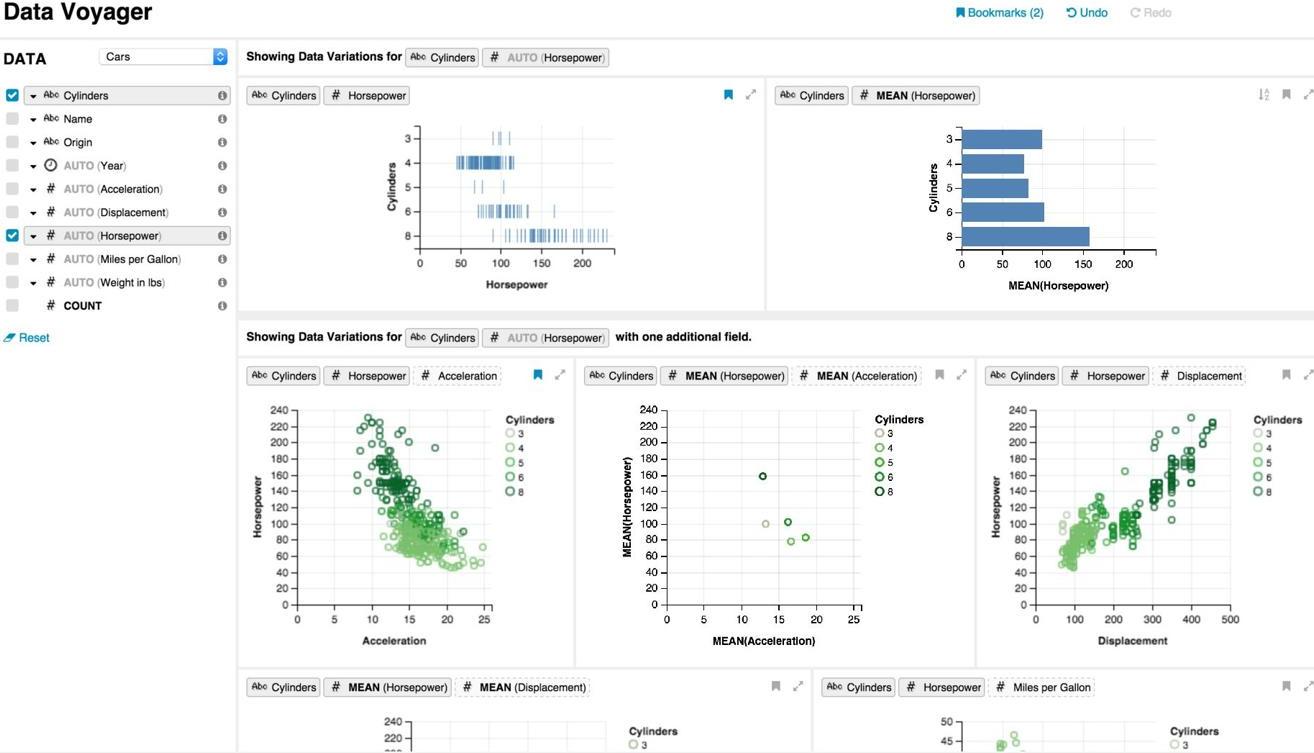 Data Voyager
Bookmarks (2) Undo Redo
DATA Cars
Abc Cylinders
Abc Name
Abc Origin
AUTO (Year)
# AUTO (Acceleration)
# AUTO (Displacement)
# AUTO (Horsepower)
# AUTO (Miles per Gallon)
# AUTO (Weight in lbs)
# COUNT
Reset
Showing Data Variations for Abc Cylinders # AUTO (Horsepower)
Abc Cylinders # Horsepower
3
4
5
6
8
Cylinders
0 50 100 150 200
Horsepower
Abc Cylinders # MEAN (Horsepower)
3
4
5
6
8
Cylinders
0 50 100 150 200
MEAN(Horsepower)
Showing Data Variations for Abc Cylinders # AUTO (Horsepower) with one additional field.
Abc Cylinders # Horsepower # Acceleration
240
220
200
180
160
140
120
100
80
60
40
20
0
Horsepower
0 5 10 15 20 25
Acceleration
Cylinders
3
4
5
6
8
Abc Cylinders # MEAN (Horsepower) # MEAN (Acceleration)
240
220
200
180
160
140
120
100
80
60
40
20
0
MEAN(Horsepower)
0 5 10 15 20 25
MEAN(Acceleration)
Cylinders
3
4
5
6
8
Abc Cylinders # Horsepower # Displacement
240
220
200
180
160
140
120
100
80
60
40
20
0
Horsepower
0 100 200 300 400 500
Displacement
Cylinders
3
4
5
6
8
Abc Cylinders # MEAN (Horsepower) # MEAN (Displacement)
240
220
Cylinders
3
Abc Cylinders # Horsepower # Miles per Gallon
50
45
Cylinders
3